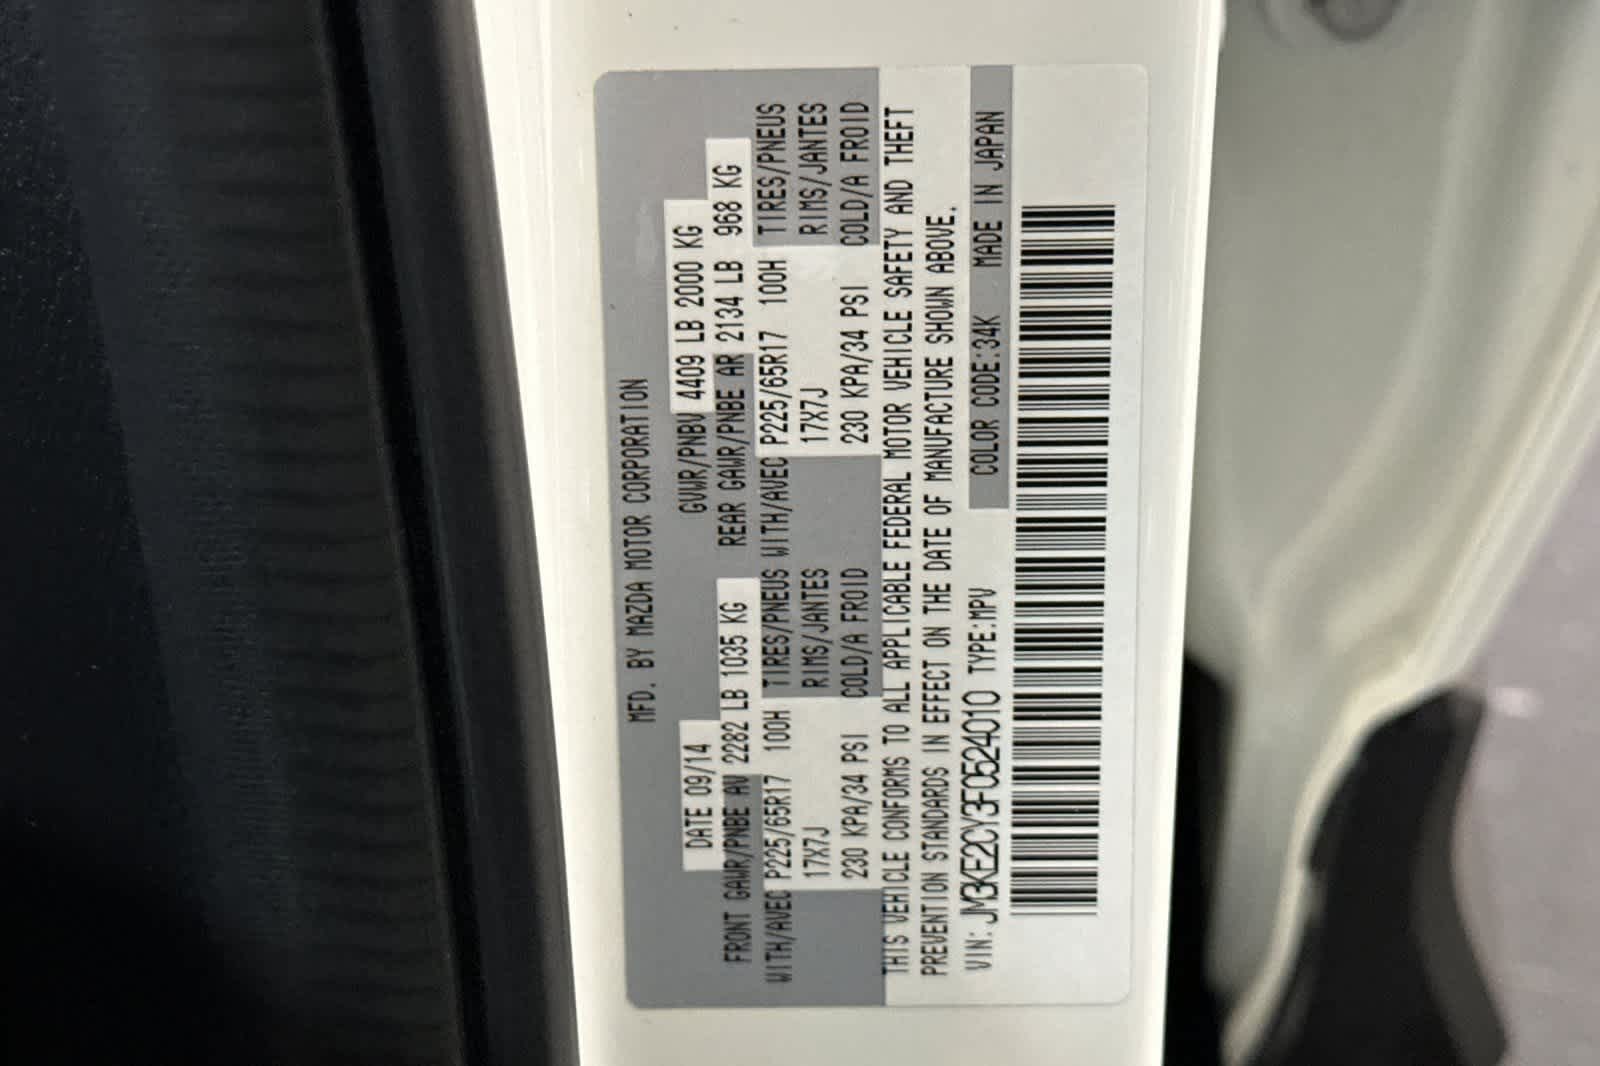 MFD. BY MAZDA MOTOR CORPORATION
DATE 09/14 GVWR/PNBV 4409 LB 2000 KG
FRONT GAWR/PNBE AV 2282 LB 1035 KG REAR GAWR/PNBE AR 2134 LB 968 KG
WITH/AVEC P225/65R17 100H TIRES/PNEUS WITH/AVEC P225/65R17 100H TIRES/PNEUS
17X7J RIMS/JANTES 17X7J RIMS/JANTES
230 KPA/34 PSI COLD/A FROID 230 KPA/34 PSI COLD/A FROID
THIS VEHICLE CONFORMS TO ALL APPLICABLE FEDERAL MOTOR VEHICLE SAFETY AND THEFT
PREVENTION STANDARDS IN EFFECT ON THE DATE OF MANUFACTURE SHOWN ABOVE.
VIN: JM3KE2CY3F0524010 TYPE:MPV COLOR CODE:34K MADE IN JAPAN